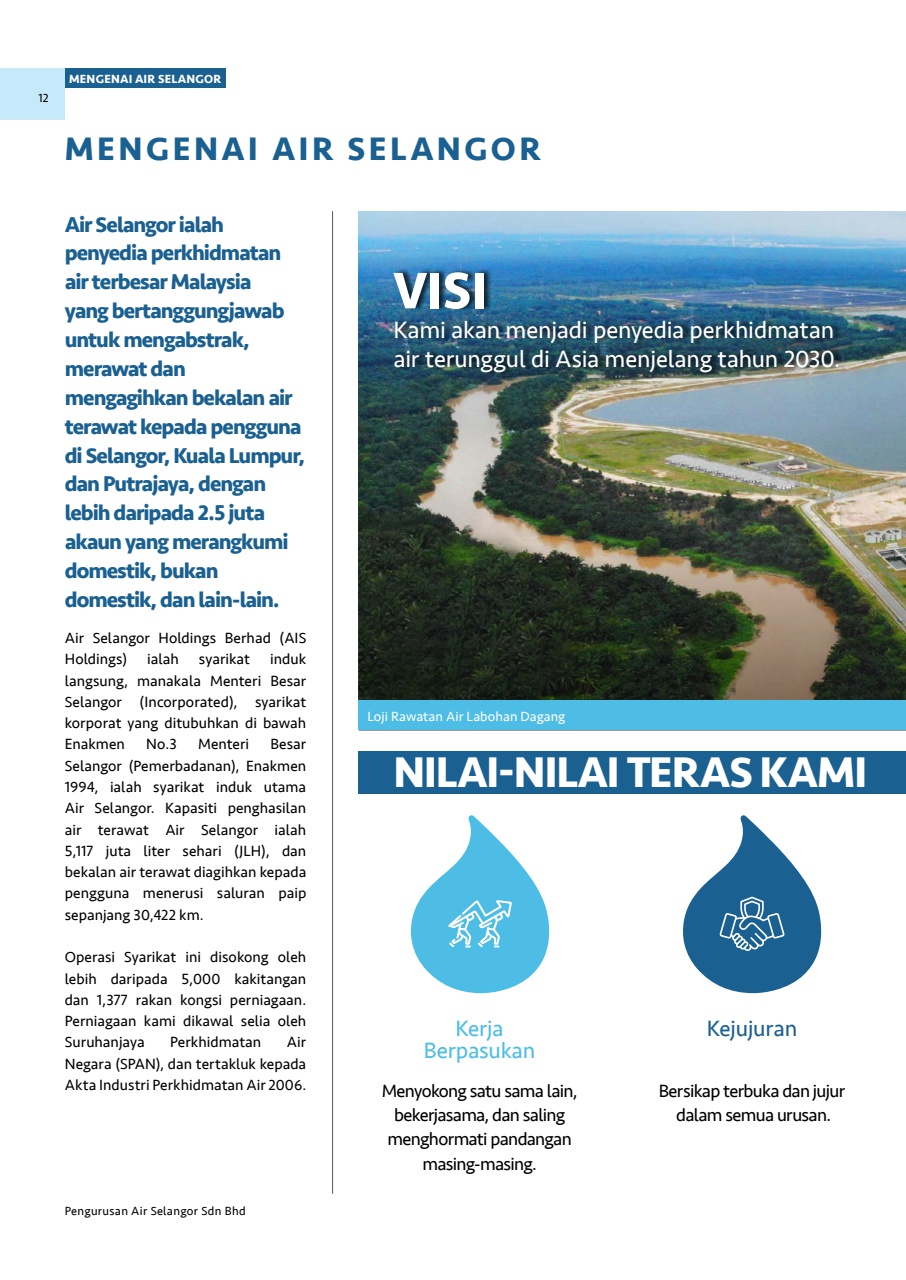 MENGENAI AIR SELANGOR
12
MENGENAI AIR SELANGOR
Air Selangor ialah
penyedia perkhidmatan
air terbesar Malaysia
yang bertanggungjawab
untuk mengabstrak,
merawat dan
mengagihkan bekalan air
terawat kepada pengguna
di Selangor, Kuala Lumpur,
dan Putrajaya, dengan
lebih daripada 2.5 juta
akaun yang merangkumi
domestik, bukan
domestik, dan lain-lain.
Air Selangor Holdings Berhad (AIS
Holdings) ialah syarikat induk
langsung, manakala Menteri Besar
Selangor (Incorporated), syarikat
korporat yang ditubuhkan di bawah
Enakmen No.3 Menteri Besar
Selangor (Pemerbadanan), Enakmen
1994, ialah syarikat induk utama
Air Selangor. Kapasiti penghasilan
air terawat Air Selangor ialah
5,117 juta liter sehari (JLH), dan
bekalan air terawat diagihkan kepada
pengguna menerusi saluran paip
sepanjang 30,422 km.
Operasi Syarikat ini disokong oleh
lebih daripada 5,000 kakitangan
dan 1,377 rakan kongsi perniagaan.
Perniagaan kami dikawal selia oleh
Suruhanjaya Perkhidmatan Air
Negara (SPAN), dan tertakluk kepada
Akta Industri Perkhidmatan Air 2006.
VISI
Kami akan menjadi penyedia perkhidmatan
air terunggul di Asia menjelang tahun 2030.
Loji Rawatan Air Labohan Dagang
NILAI-NILAI TERAS KAMI
Kerja
Berpasukan
Menyokong satu sama lain,
bekerjasama, dan saling
menghormati pandangan
masing-masing.
Kejujuran
Bersikap terbuka dan jujur
dalam semua urusan.
Pengurusan Air Selangor Sdn Bhd